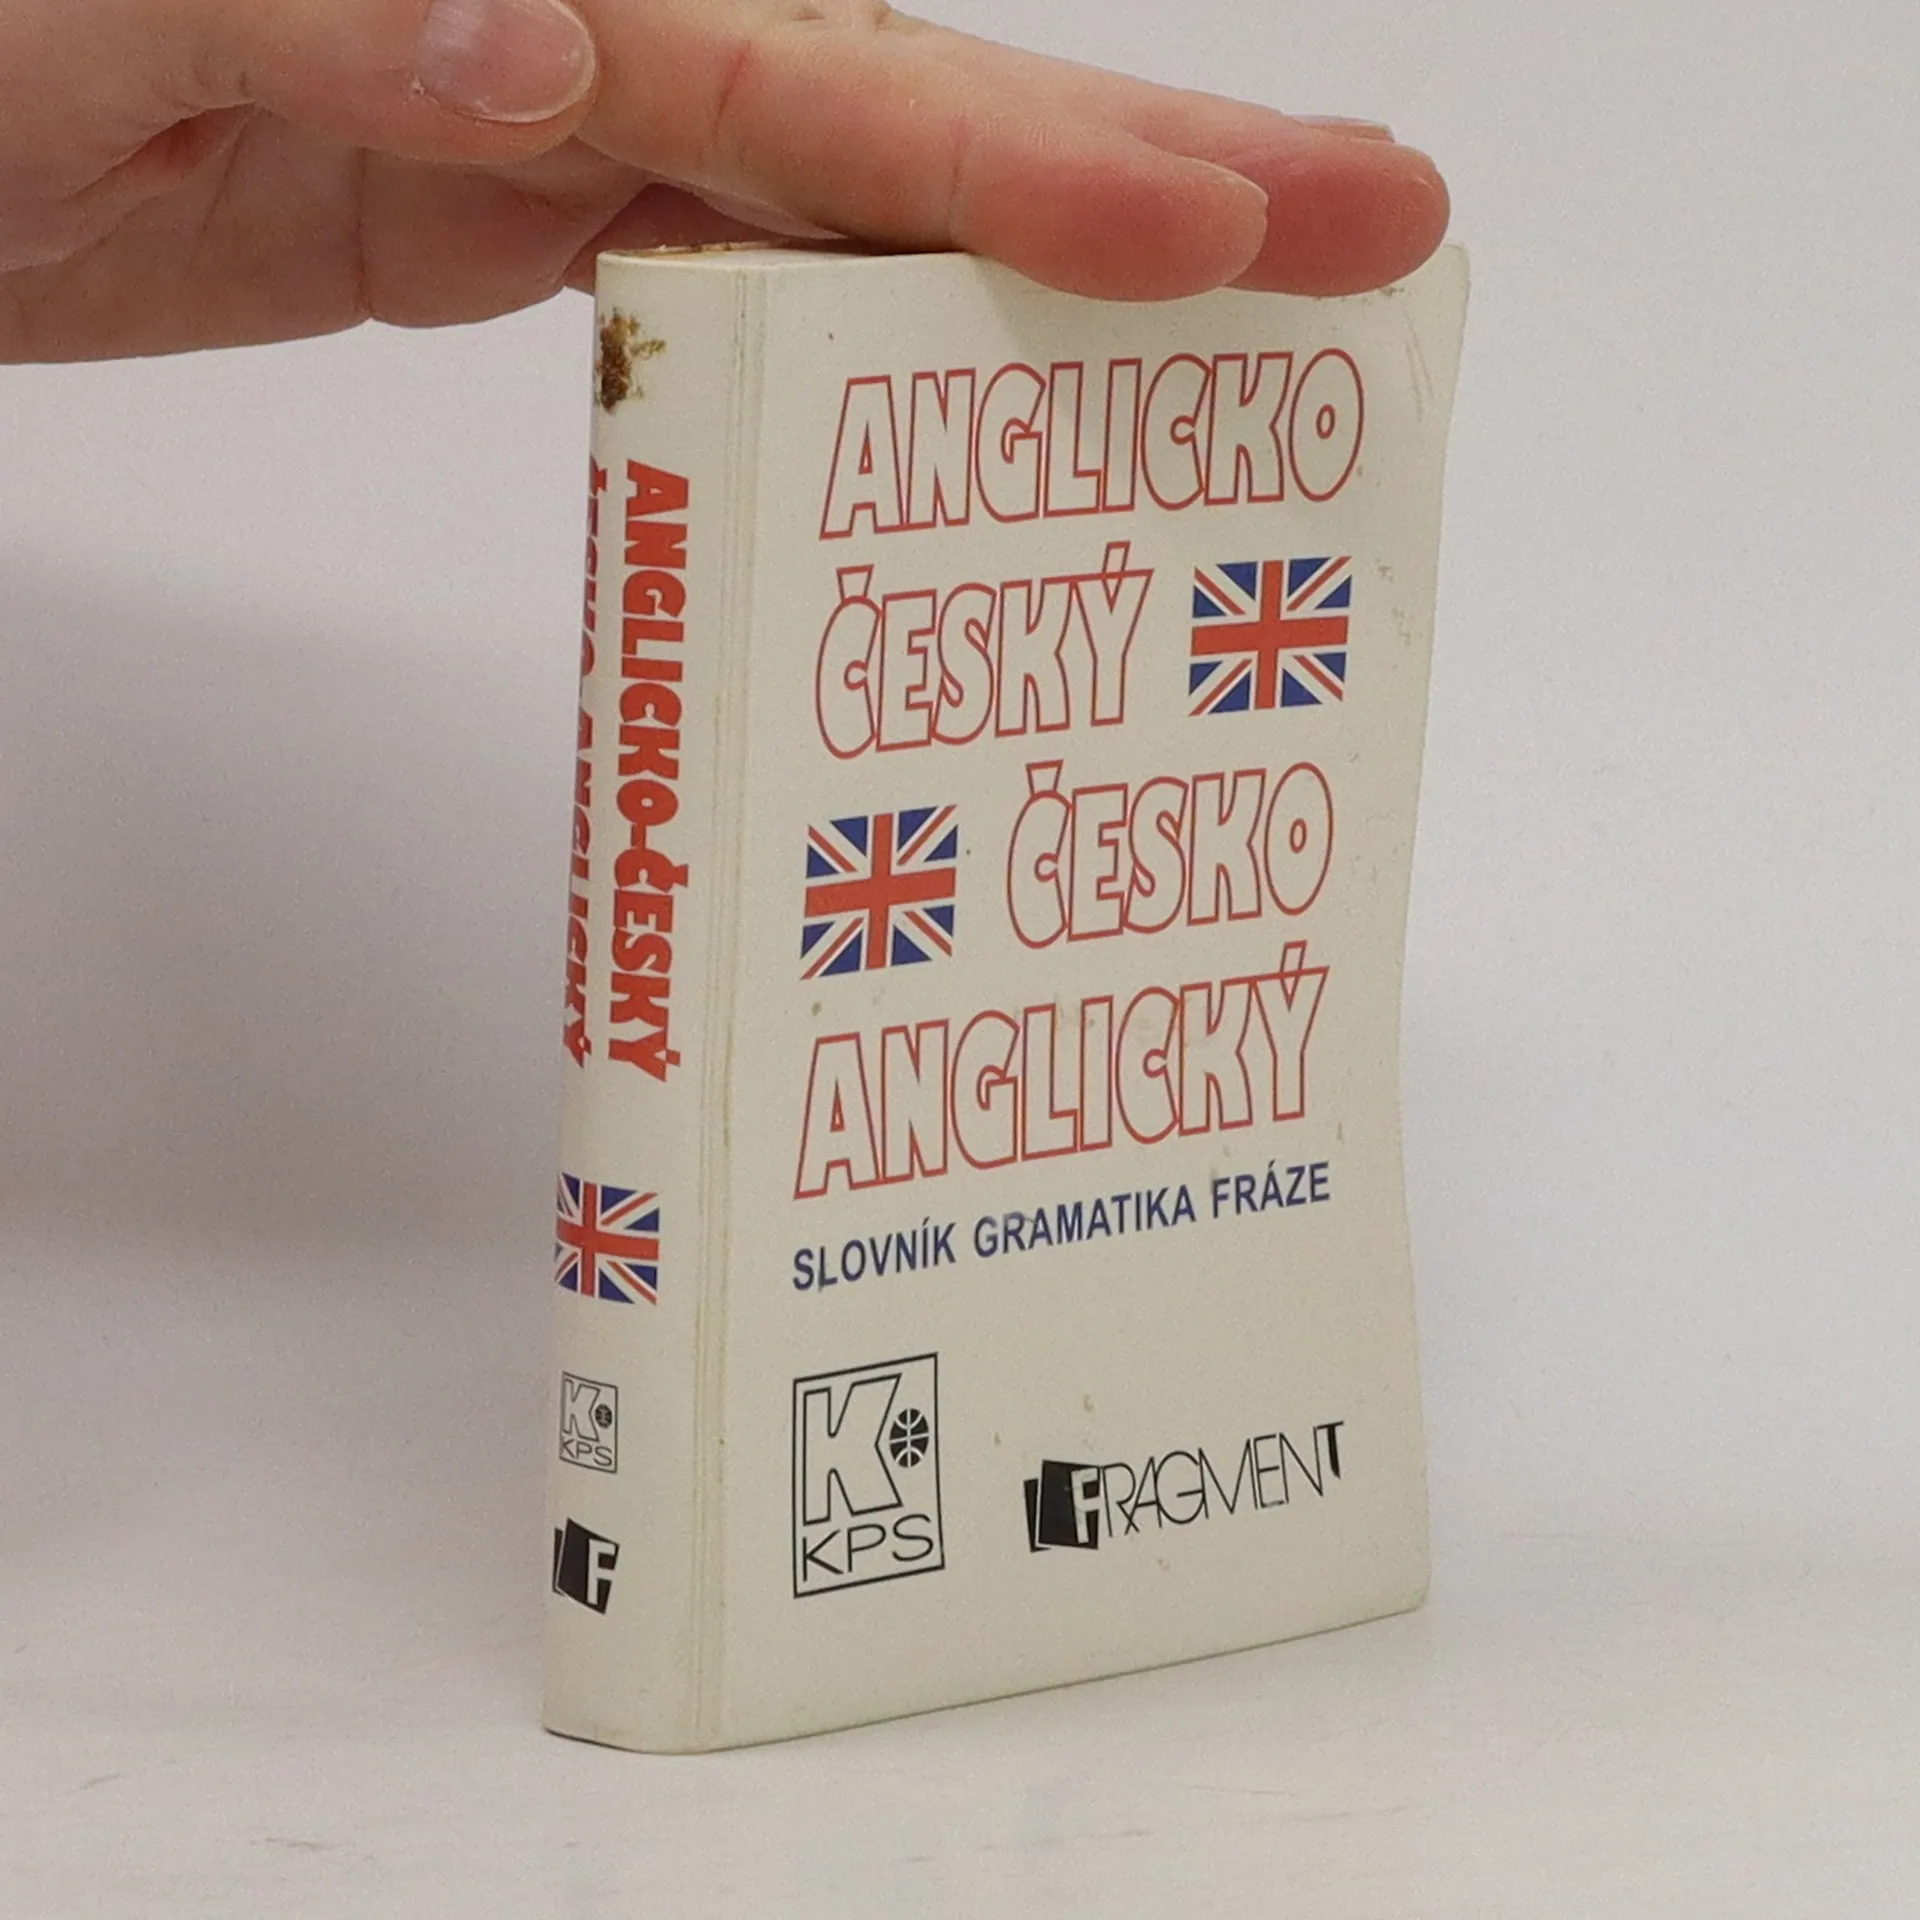 ANGLICKO-ČESKÝ
ČESKO-ANGLICKÝ
K
KPS
F
ANGLICKO
ČESKÝ
ČESKO
ANGLICKÝ
SLOVNÍK GRAMATIKA FRÁZE
K
KPS
FRAGMENT